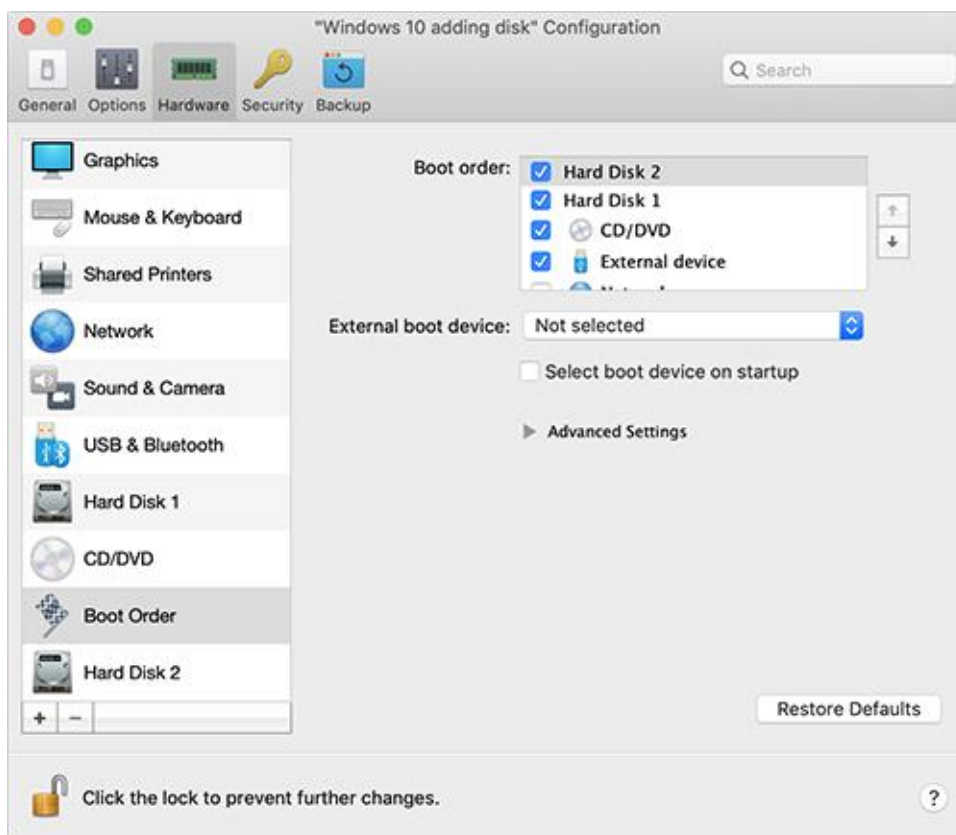 "Windows 10 adding disk" Configuration
General Options Hardware Security Backup
Search
Graphics
Mouse & Keyboard
Shared Printers
Network
Sound & Camera
USB & Bluetooth
Hard Disk 1
CD/DVD
Boot Order
Hard Disk 2
+ −
Boot order:
Hard Disk 2
Hard Disk 1
CD/DVD
External device
External boot device: Not selected
Select boot device on startup
Advanced Settings
Restore Defaults
Click the lock to prevent further changes.
?